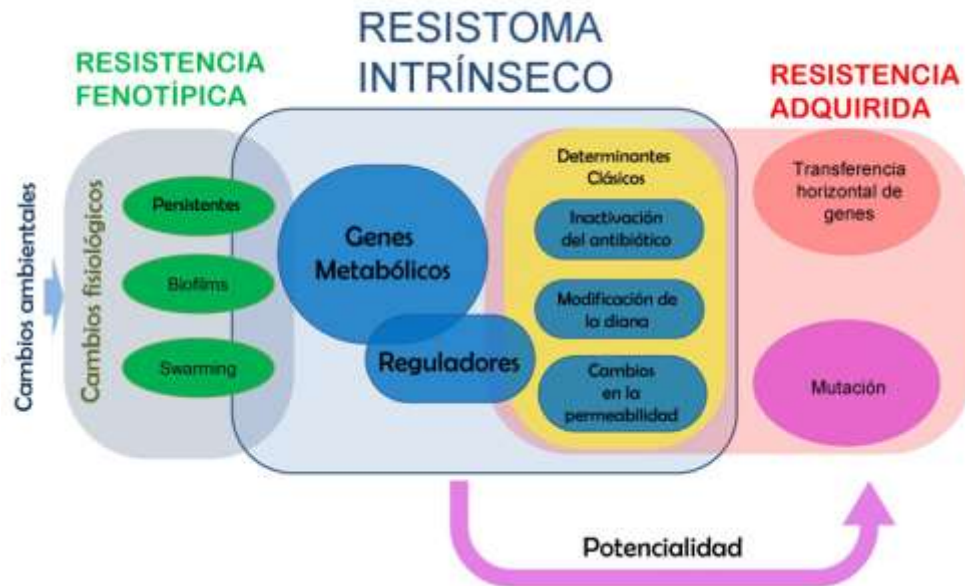 RESISTOMA
INTRÍNSECO
RESISTENCIA
FENOTÍPICA
RESISTENCIA
ADQUIRIDA
Cambios ambientales
Cambios fisiológicos
Persistentes
Biofilms
Swarming
Genes
Metabólicos
Reguladores
Determinantes
Clásicos
Inactivación
del antibiótico
Modificación de
la diana
Cambios
en la
permeabilidad
Transferencia
horizontal de
genes
Mutación
Potencialidad